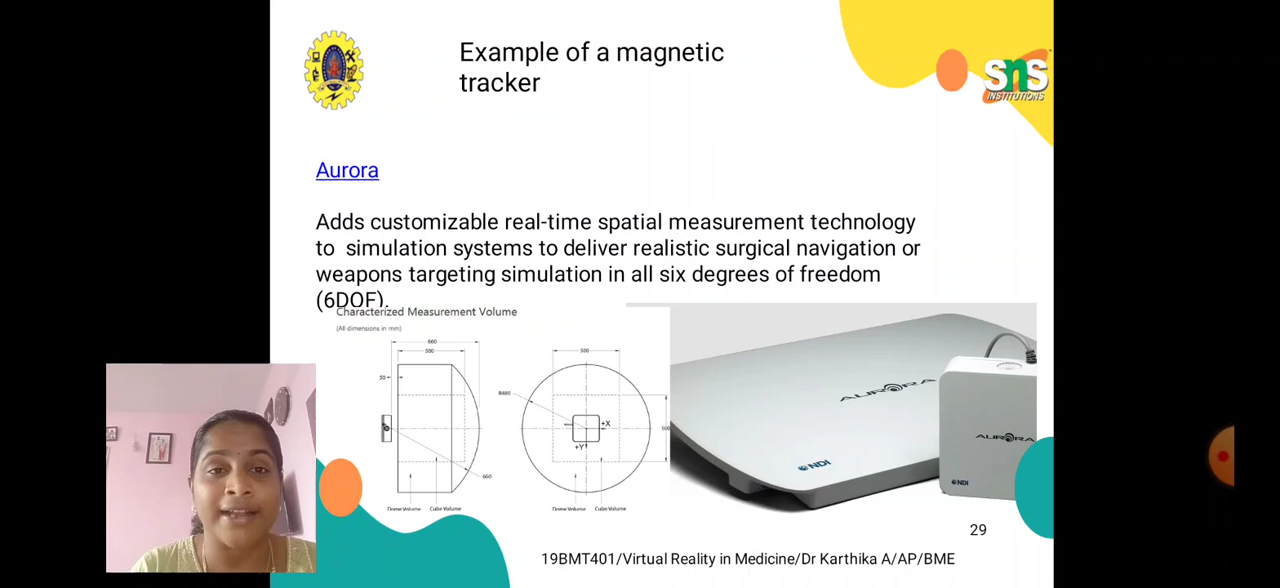 Example of a magnetic
tracker
SNS
INSTITUTIONS
Aurora
Adds customizable real-time spatial measurement technology
to simulation systems to deliver realistic surgical navigation or
weapons targeting simulation in all six degrees of freedom
(6DOF).
Characterized Measurement Volume
(All dimensions in mm)
660
500
50
660
Dome Volume Cube Volume
500
R480
+X
+Y
500
Dome Volume Cube Volume
AURORA
NDI
AURORA
NDI
29
19BMT401/Virtual Reality in Medicine/Dr Karthika A/AP/BME